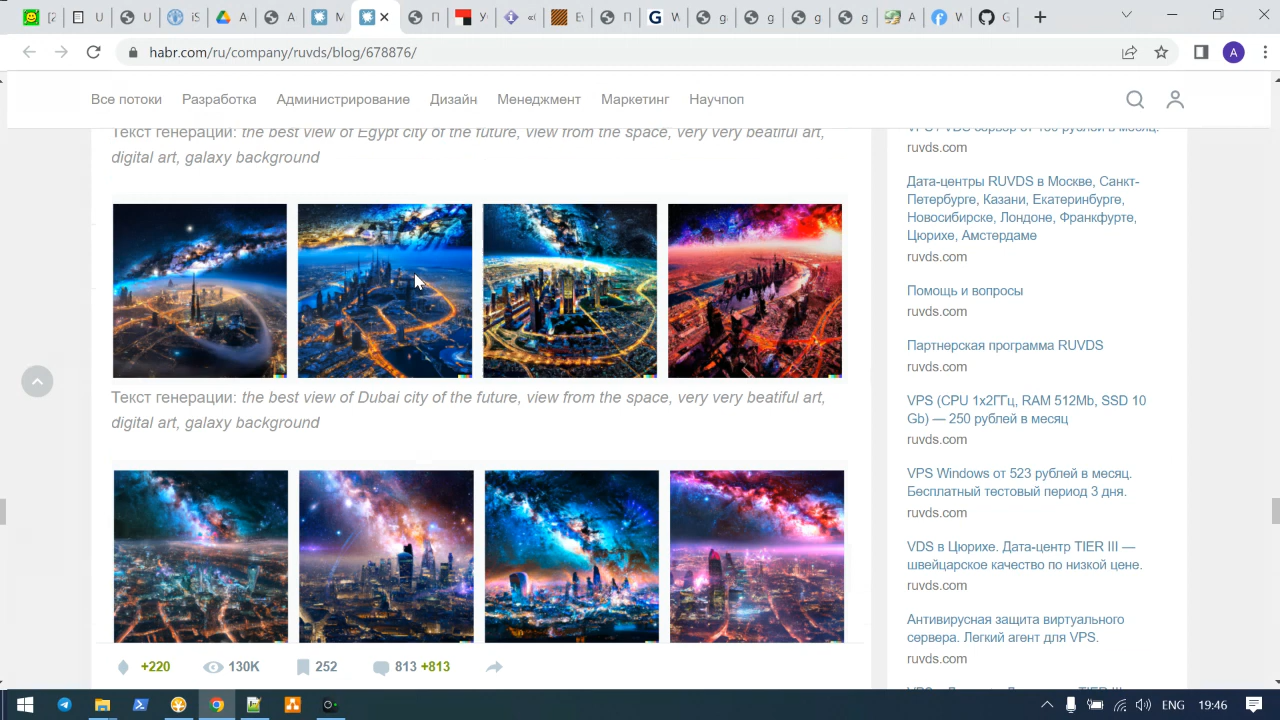 habr.com/ru/company/ruvds/blog/678876/
A
Все потоки Разработка Администрирование Дизайн Менеджмент Маркетинг Научпоп
Текст генерации: the best view of Egypt city of the future, view from the space, very very beatiful art,
digital art, galaxy background
Текст генерации: the best view of Dubai city of the future, view from the space, very very beatiful art,
digital art, galaxy background
+220 130K 252 813 +813
ruvds.com
Дата-центры RUVDS в Москве, Санкт-
Петербурге, Казани, Екатеринбурге,
Новосибирске, Лондоне, Франкфурте,
Цюрихе, Амстердаме
ruvds.com
Помощь и вопросы
ruvds.com
Партнерская программа RUVDS
ruvds.com
VPS (CPU 1x2ГГц, RAM 512Mb, SSD 10
Gb) — 250 рублей в месяц
ruvds.com
VPS Windows от 523 рублей в месяц.
Бесплатный тестовый период 3 дня.
ruvds.com
VDS в Цюрихе. Дата-центр TIER III —
швейцарское качество по низкой цене.
ruvds.com
Антивирусная защита виртуального
сервера. Легкий агент для VPS.
ruvds.com
ENG 19:46